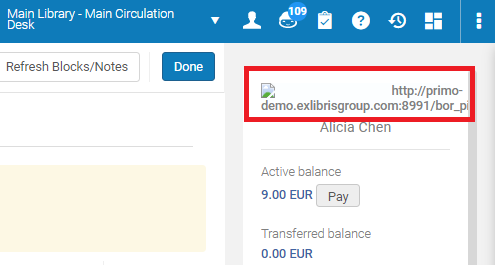 Main Library - Main Circulation
Desk
109
Refresh Blocks/Notes
Done
http://primo-
demo.exlibrisgroup.com:8991/bor_pi
Alicia Chen
Active balance
9.00 EUR Pay
Transferred balance
0.00 EUR